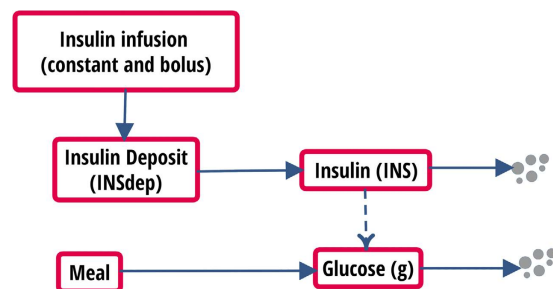 Insulin infusion
(constant and bolus)
Insulin Deposit
(INSdep)
Insulin (INS)
Meal
Glucose (g)